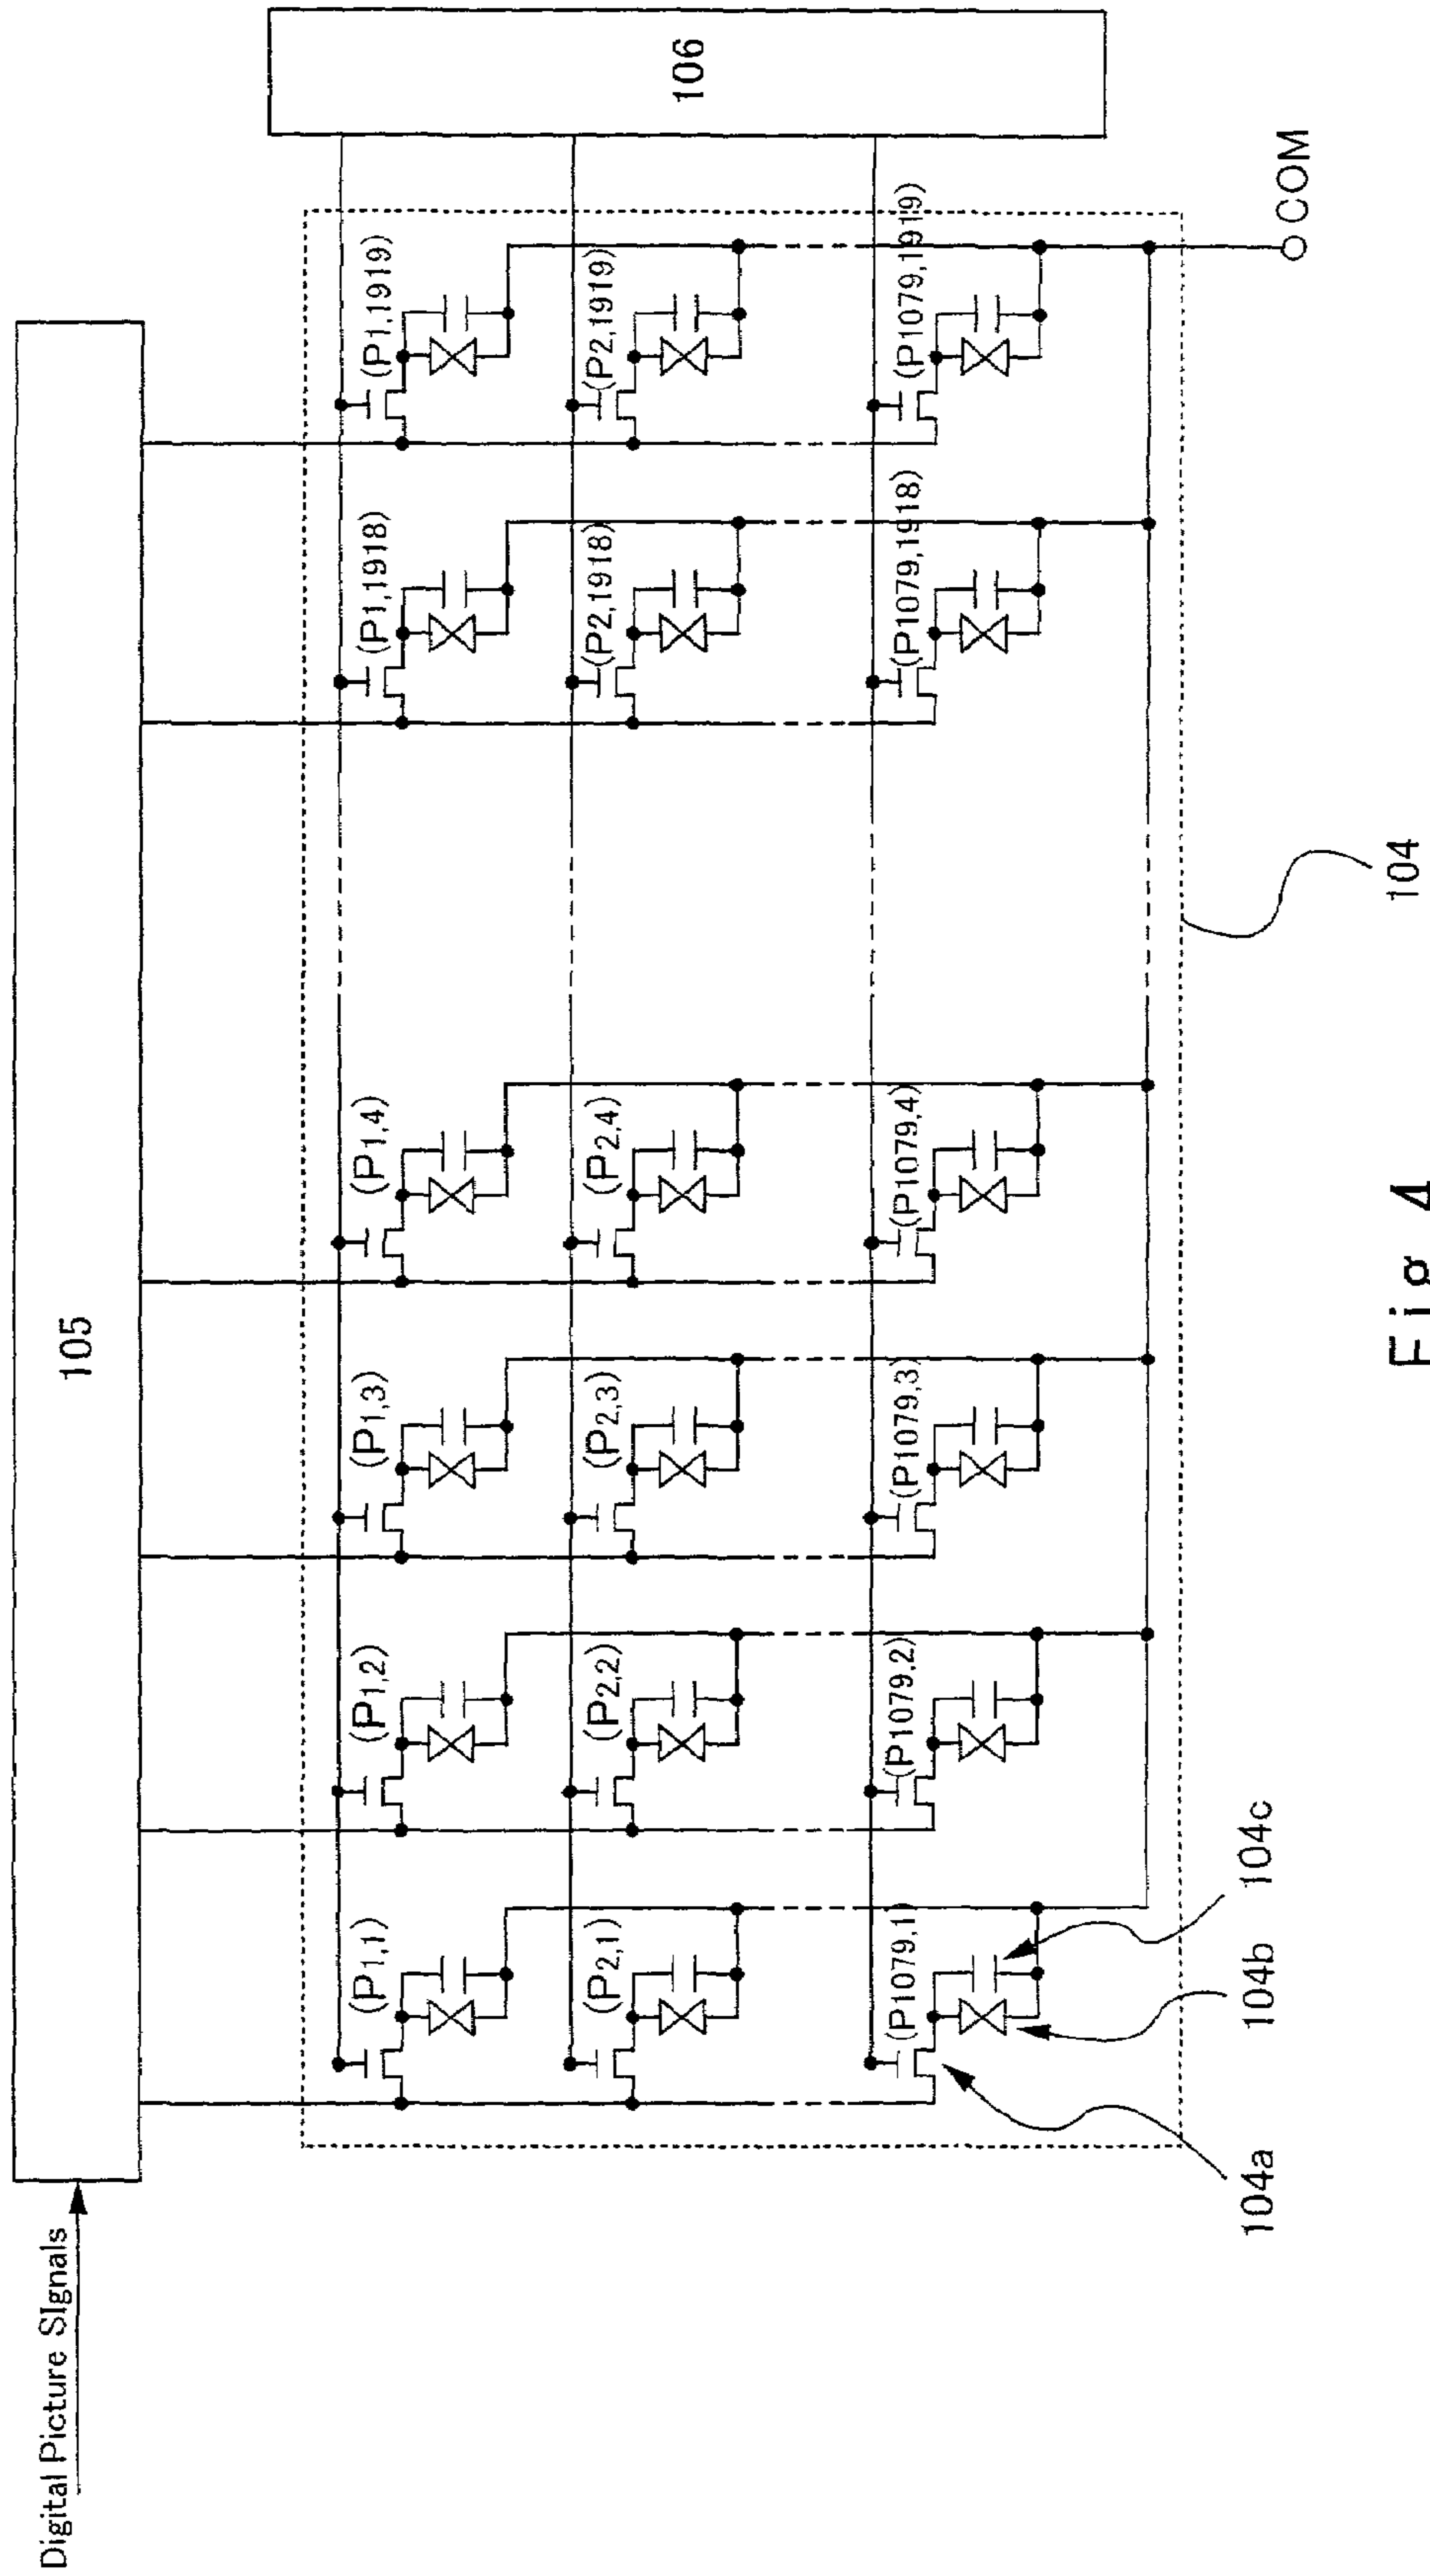 Digital Picture SIgnals
105
106
(P1,1)
(P1,2)
(P1,3)
(P1,4)
(P1,1918)
(P1,1919)
(P2,1)
(P2,2)
(P2,3)
(P2,4)
(P2,1918)
(P2,1919)
(P1079,1)
(P1079,2)
(P1079,3)
(P1079,4)
(P1079,1918)
(P1079,1919)
104a
104b
104c
104
COM
Fig 4